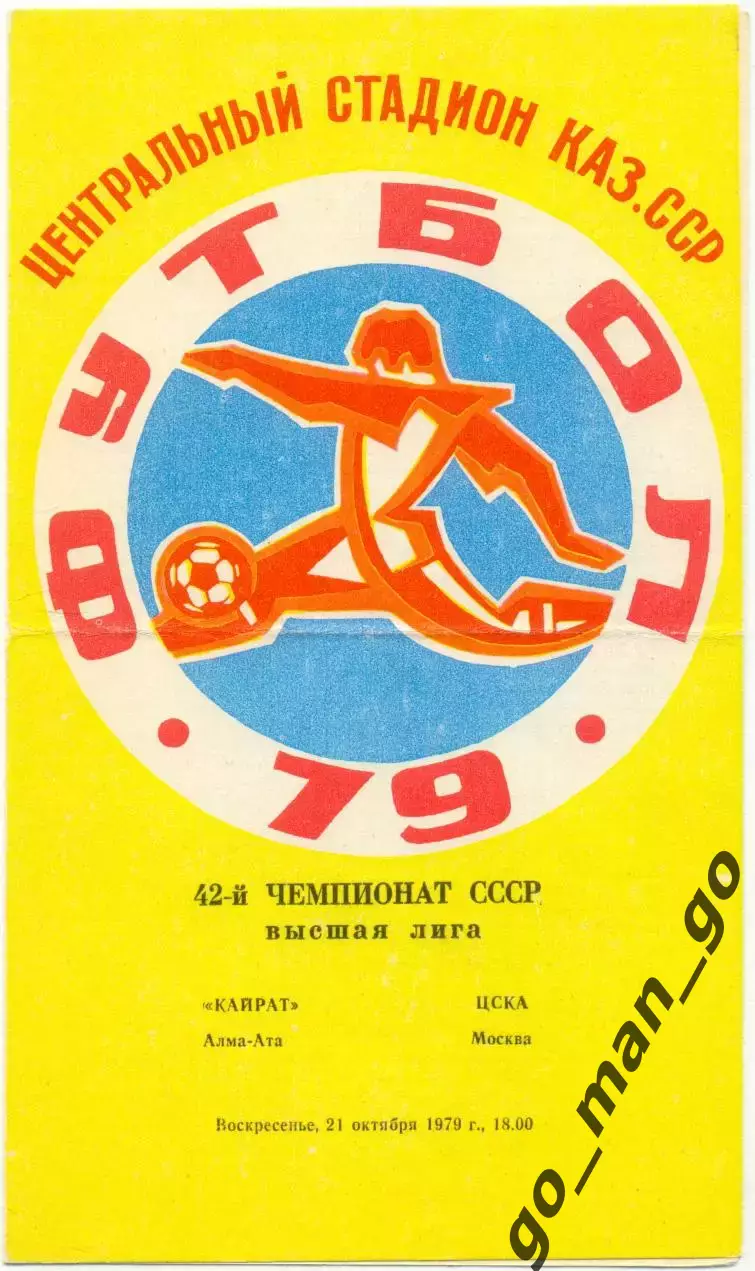 ЦЕНТРАЛЬНЫЙ СТАДИОН КАЗ.ССР
ФУТБОЛ
• 79 •
42-й ЧЕМПИОНАТ СССР
высшая лига
«КАЙРАТ» ЦСКА
Алма-Ата Москва
Воскресенье, 21 октября 1979 г., 18.00
go_man_go